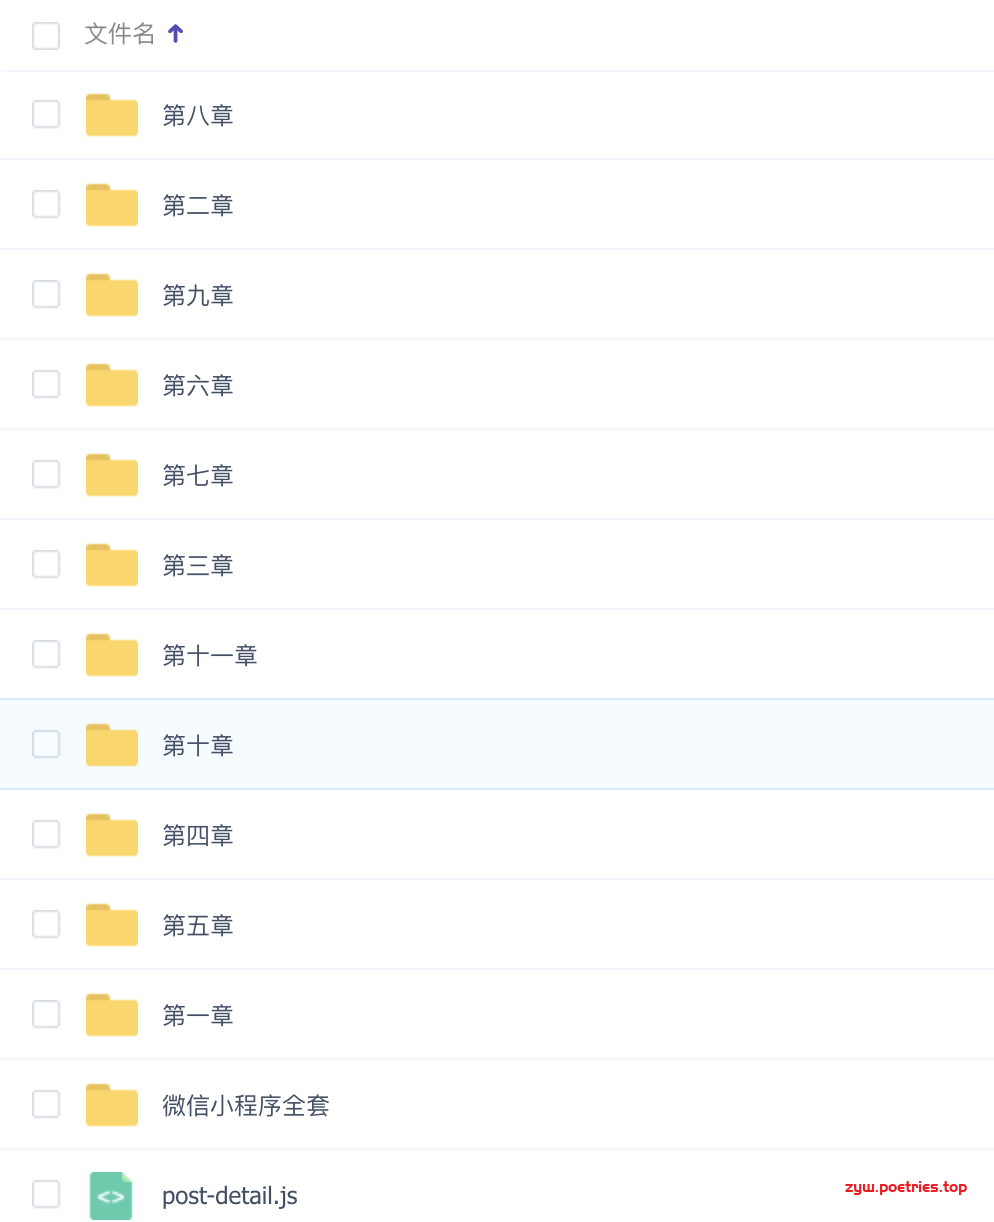 文件名
第八章
第二章
第九章
第六章
第七章
第三章
第十一章
第十章
第四章
第五章
第一章
微信小程序全套
post-detail.js
zyw.poetries.top